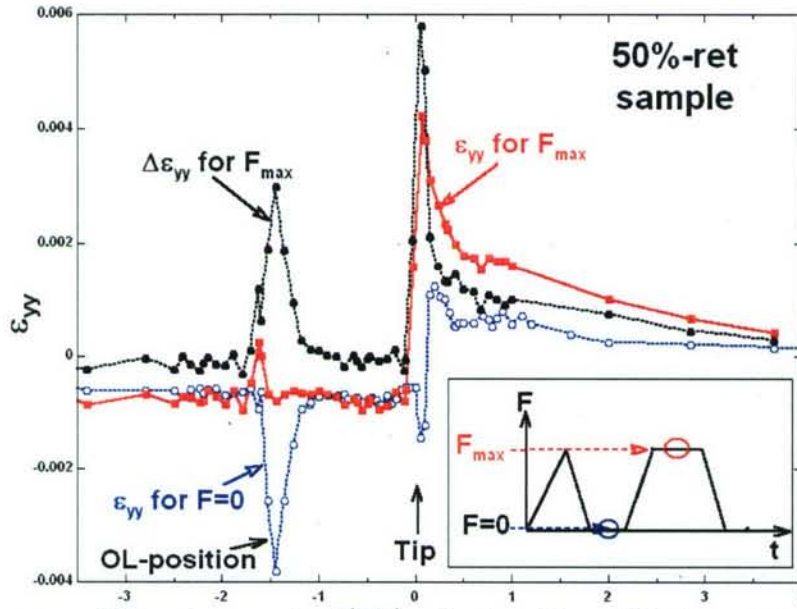 0.006
50%-ret
sample
0.004
Δεyy for Fmax
εyy for Fmax
0.002
εyy
0
F
Fmax
-0.002
εyy for F=0
F=0
OL-position
Tip
t
-0.004
-3 -2 -1 0 1 2 3